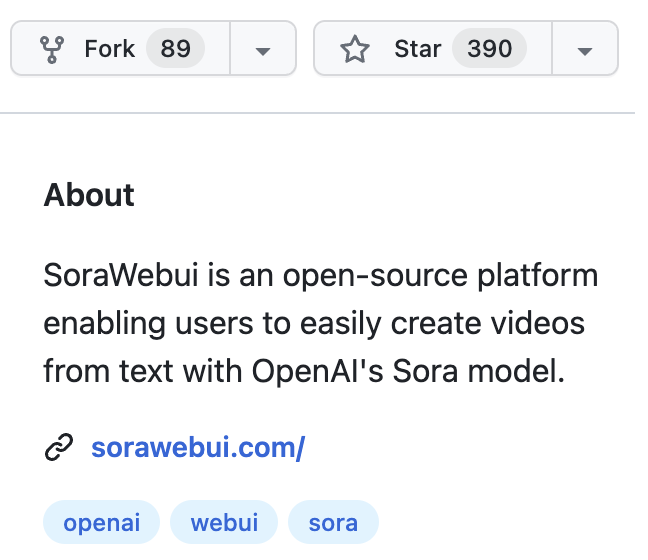 Fork 89 Star 390
About
SoraWebui is an open-source platform
enabling users to easily create videos
from text with OpenAI's Sora model.
sorawebui.com/
openai webui sora